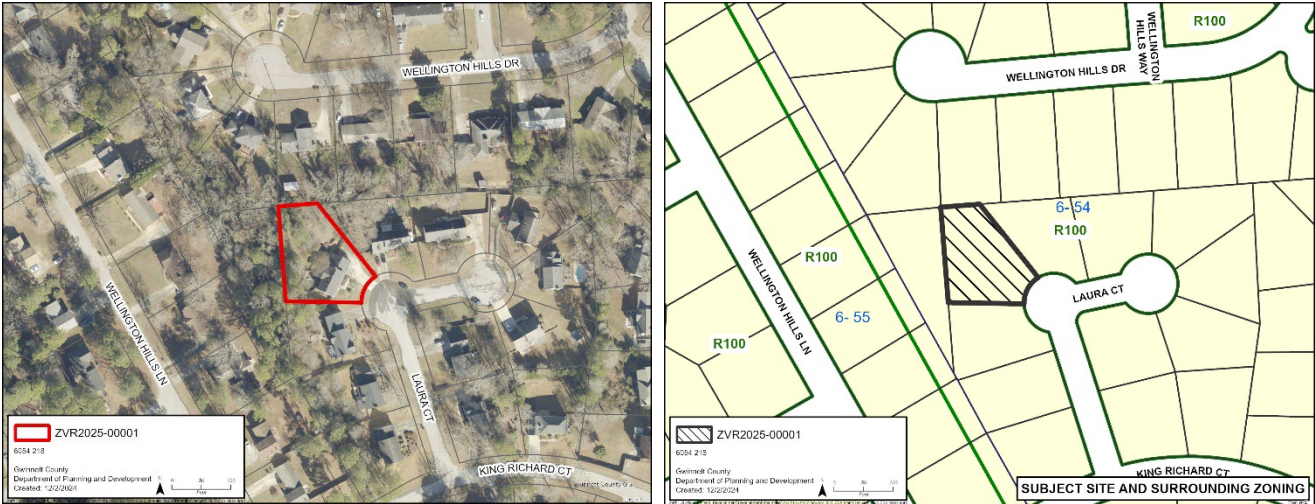 WELLINGTON HILLS DR
WELLINGTON HILLS LN
LAURA CT
KING RICHARD CT
ZVR2025-00001
6054 218
Gwinnett County
Department of Planning and Development
Created: 12/2/2024
N
Feet
R100
WELLINGTON
HILLS WAY
WELLINGTON HILLS DR
6- 54
R100
R100
WELLINGTON HILLS LN
LAURA CT
6- 55
R100
KING RICHARD CT
ZVR2025-00001
6054 218
Gwinnett County
Department of Planning and Development
Created: 12/2/2024
N
Feet
SUBJECT SITE AND SURROUNDING ZONING